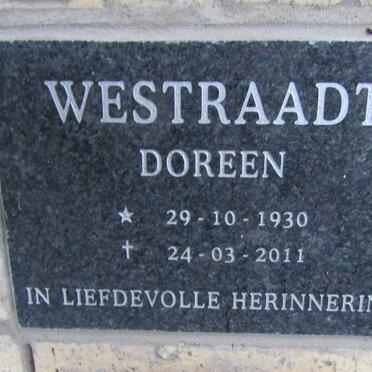 WESTRAADT
DOREEN
★ 29-10-1930
✝ 24-03-2011
IN LIEFDEVOLLE HERINNERIN